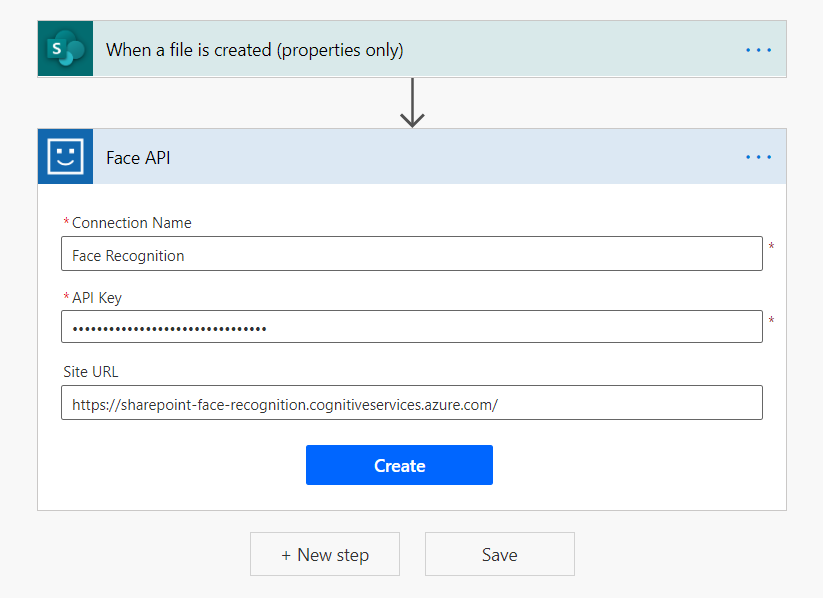 S
When a file is created (properties only)
...
Face API
...
*Connection Name
Face Recognition
*
*API Key
••••••••••••••••••••••••••••••••
*
Site URL
https://sharepoint-face-recognition.cognitiveservices.azure.com/
Create
+ New step
Save